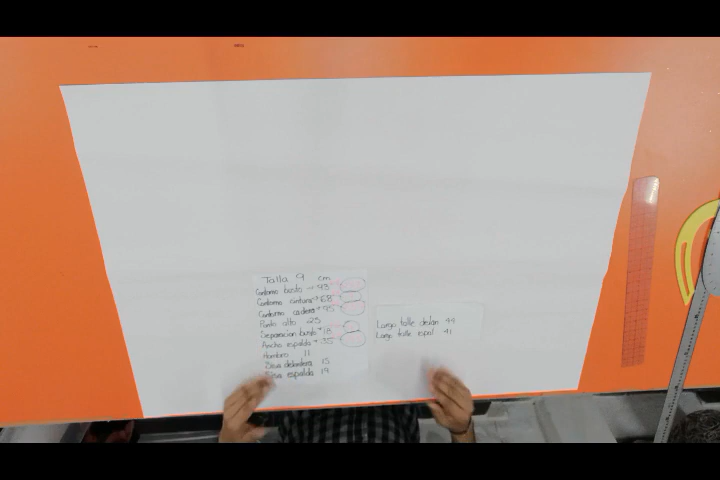 Talla 9 cm
Contorno busto → 93
Contorno cintura → 68
Contorno cadera → 95
Punto alto 25
Separacion busto → 18
Ancho espalda → 35
Hombro 11
Sisa delantera 15
Sisa espalda 19
Largo talle delan 44
Largo talle espal 41